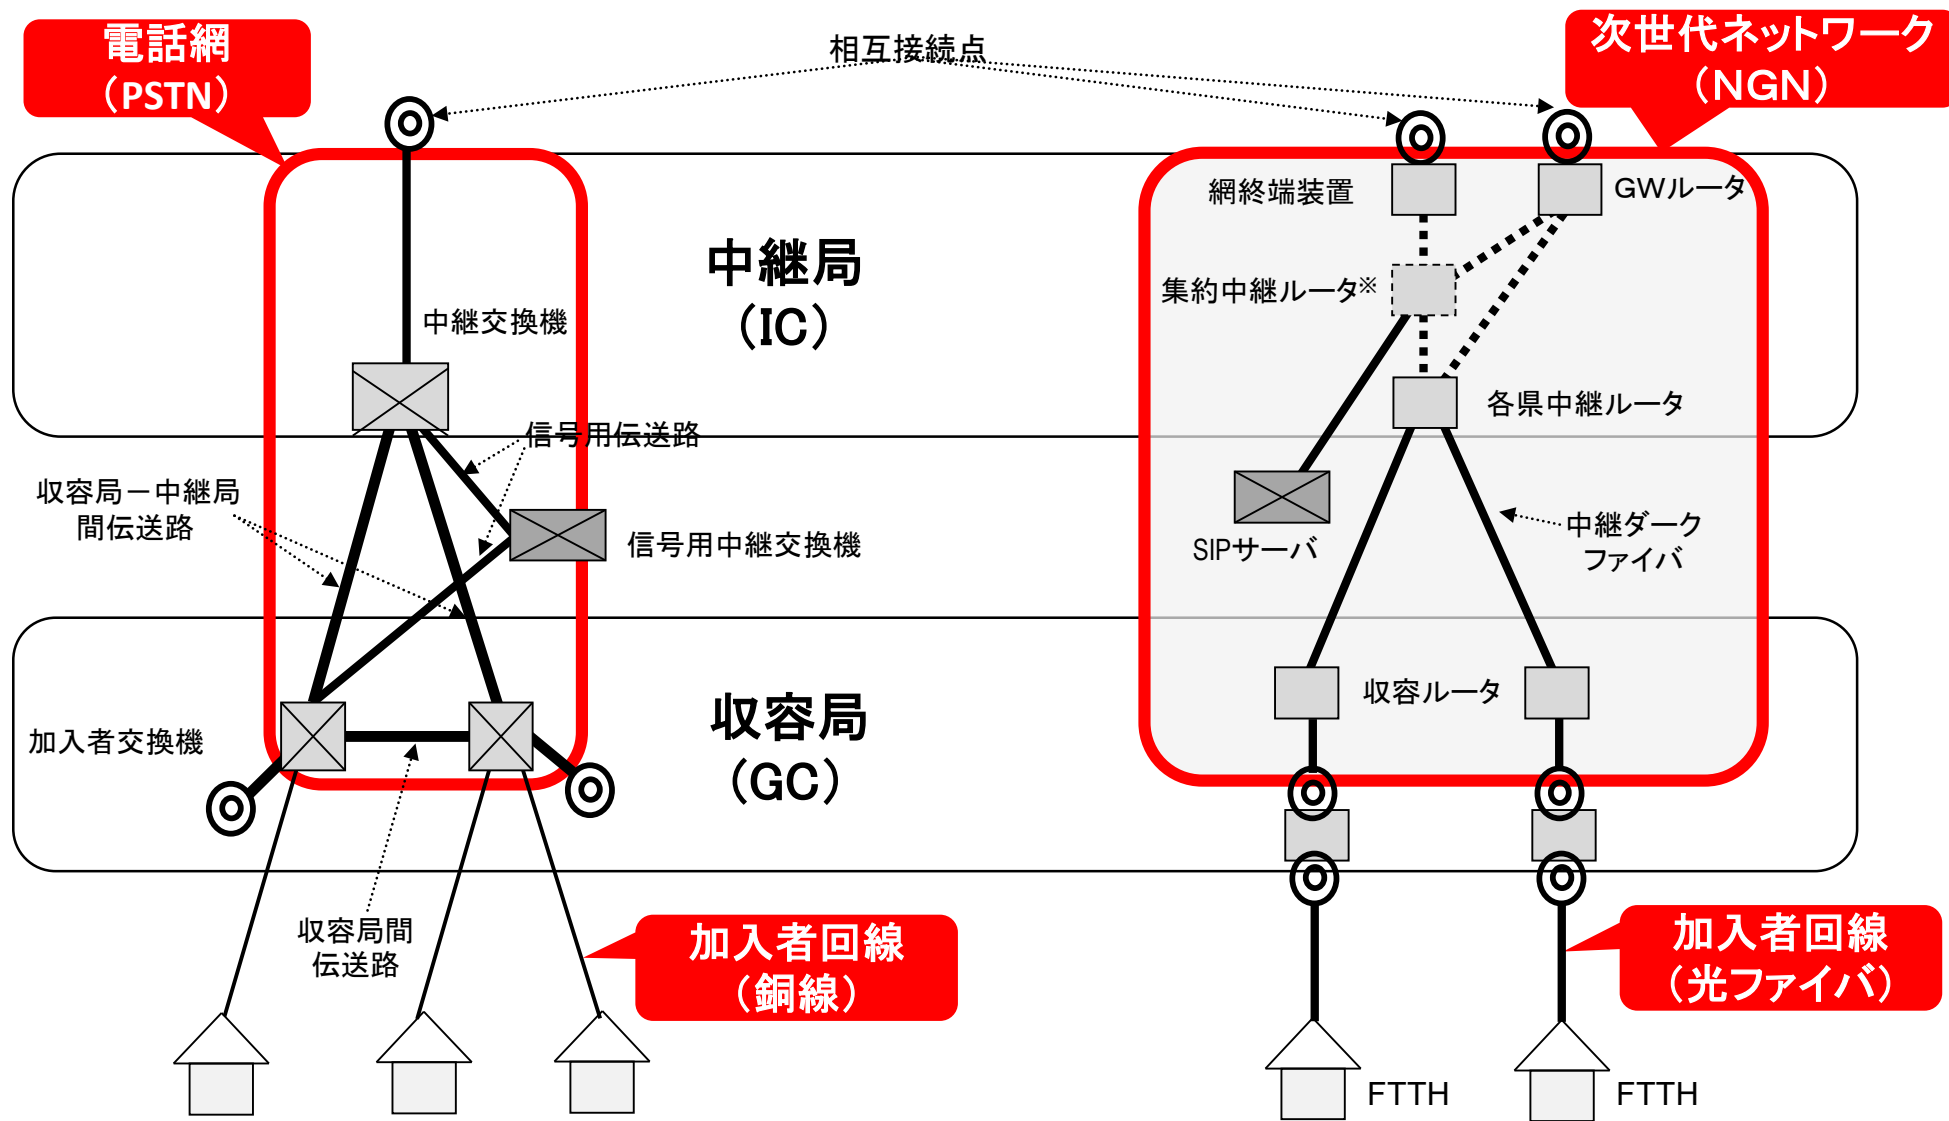 電話網
（PSTN）
相互接続点
次世代ネットワーク
（NGN）
網終端装置
GWルータ
中継局
（IC）
集約中継ルータ※
中継交換機
各県中継ルータ
信号用伝送路
収容局－中継局
間伝送路
信号用中継交換機
SIPサーバ
中継ダーク
ファイバ
収容局
（GC）
収容ルータ
加入者交換機
収容局間
伝送路
加入者回線
（銅線）
加入者回線
（光ファイバ）
FTTH
FTTH